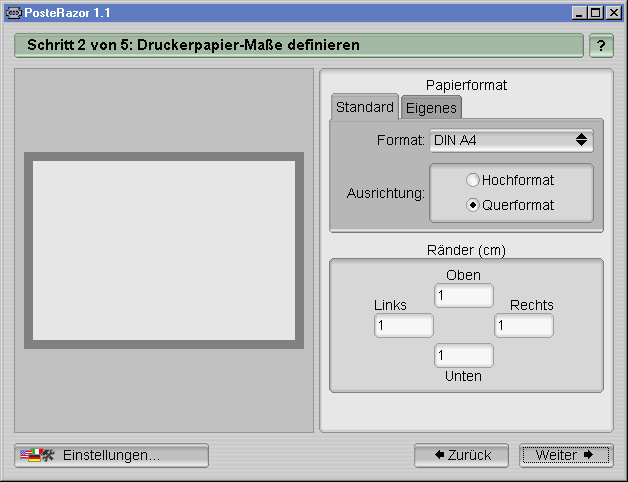 PosteRazor 1.1
Schritt 2 von 5: Druckerpapier-Maße definieren
?
Papierformat
Standard
Eigenes
Format:
DIN A4
Ausrichtung:
Hochformat
Querformat
Ränder (cm)
Oben
1
Links
1
Rechts
1
1
Unten
Einstellungen...
Zurück
Weiter